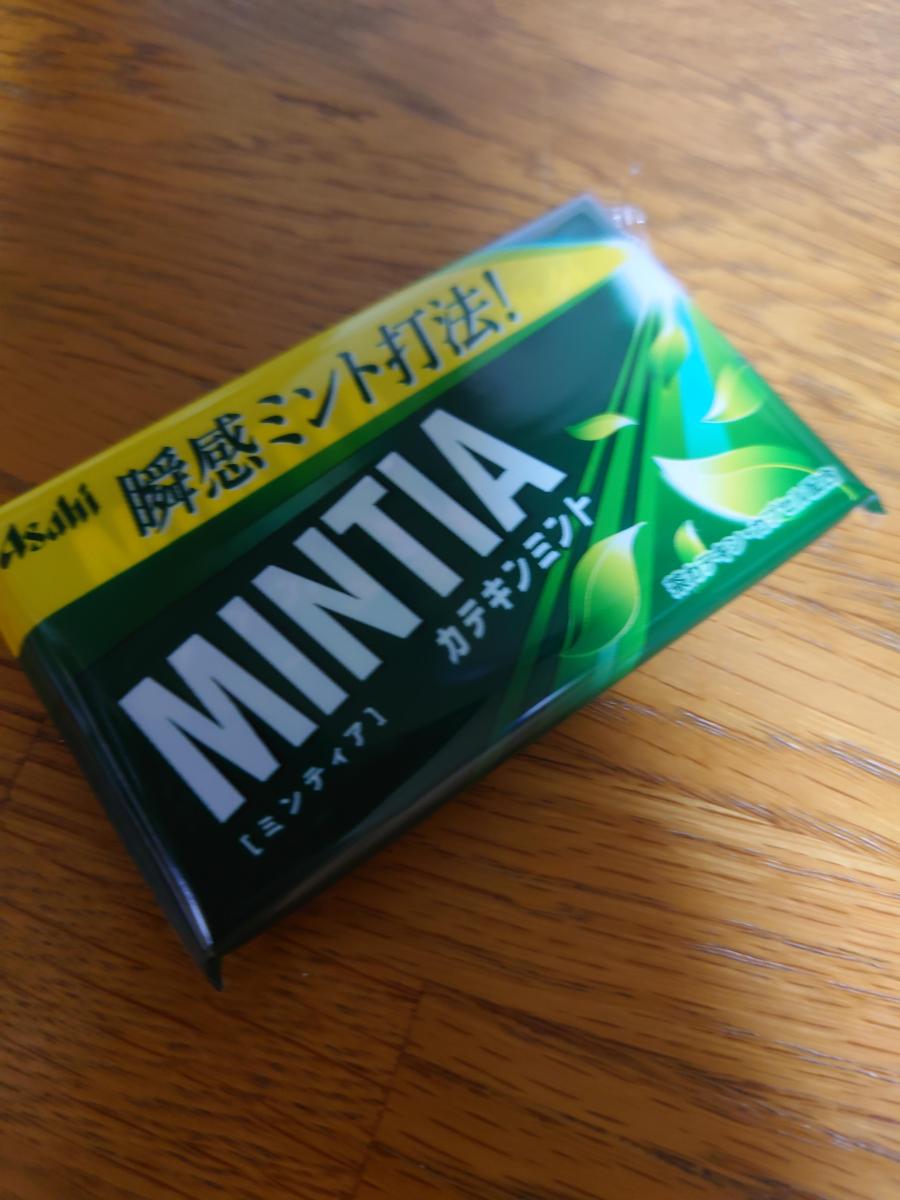 Asahi
瞬感ミント打法!
MINTIA
カテキンミント
[ミンティア]